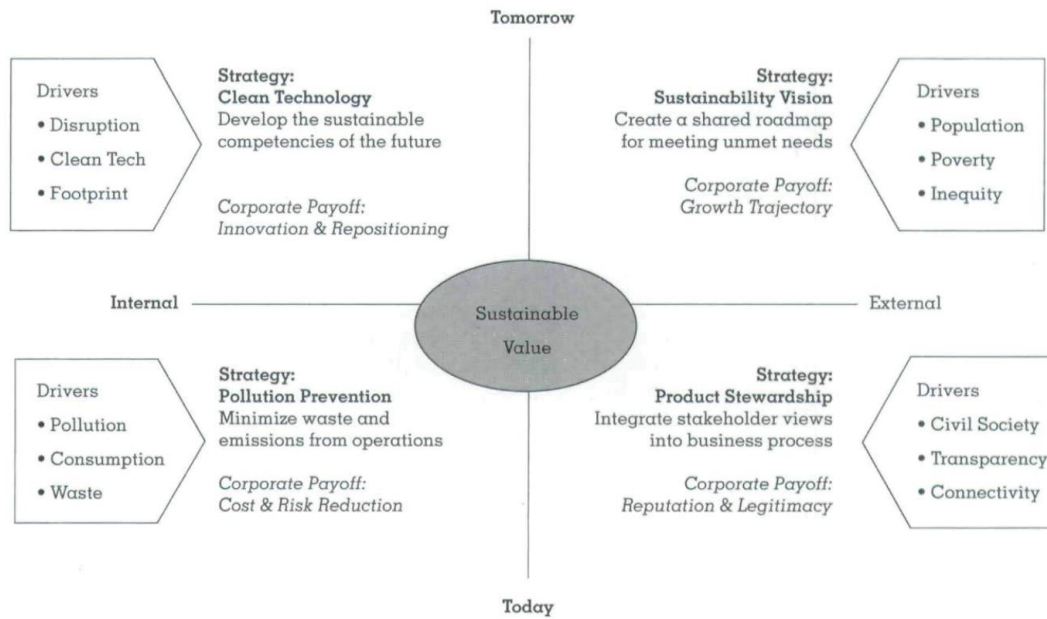 Tomorrow
Drivers
• Disruption
• Clean Tech
• Footprint
Strategy:
Clean Technology
Develop the sustainable
competencies of the future
Corporate Payoff:
Innovation & Repositioning
Strategy:
Sustainability Vision
Create a shared roadmap
for meeting unmet needs
Corporate Payoff:
Growth Trajectory
Drivers
• Population
• Poverty
• Inequity
Internal
Sustainable
Value
External
Drivers
• Pollution
• Consumption
• Waste
Strategy:
Pollution Prevention
Minimize waste and
emissions from operations
Corporate Payoff:
Cost & Risk Reduction
Strategy:
Product Stewardship
Integrate stakeholder views
into business process
Corporate Payoff:
Reputation & Legitimacy
Drivers
• Civil Society
• Transparency
• Connectivity
Today